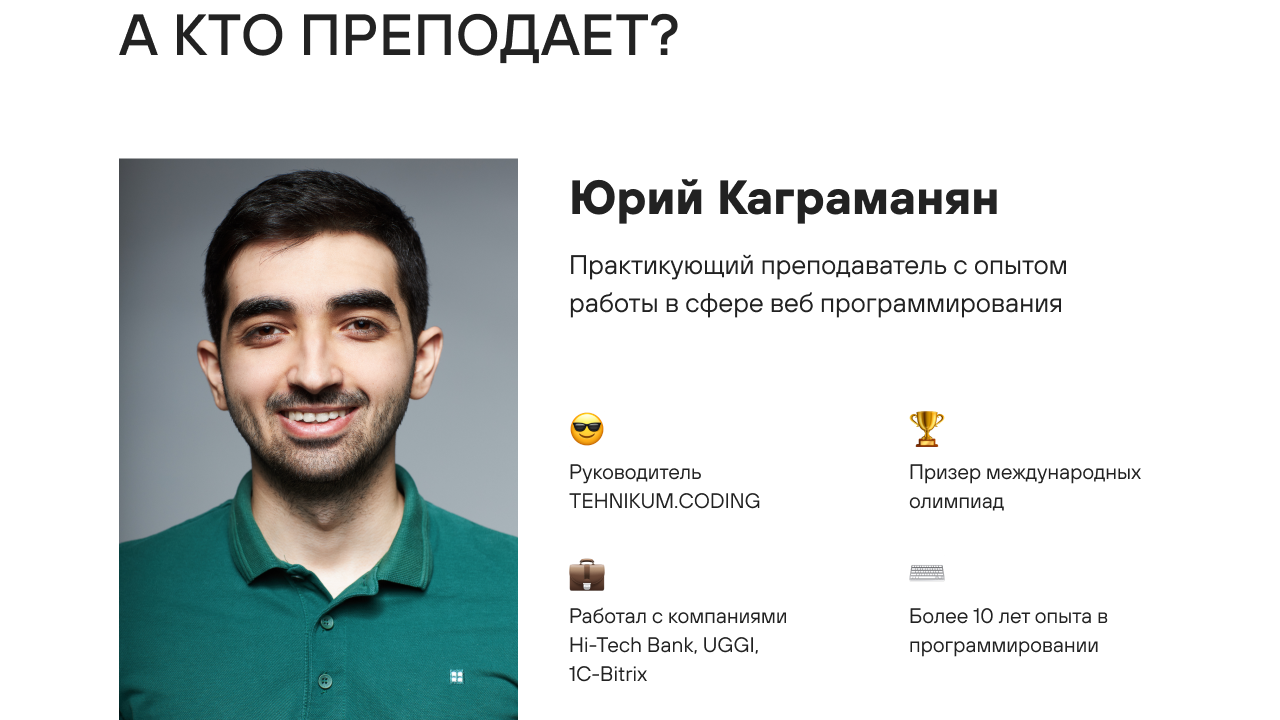 А КТО ПРЕПОДАЕТ?
Юрий Каграманян
Практикующий преподаватель с опытом
работы в сфере веб программирования
Руководитель
TEHNIKUM.CODING
Призер международных
олимпиад
Работал с компаниями
Hi-Tech Bank, UGGI,
1C-Bitrix
Более 10 лет опыта в
программировании